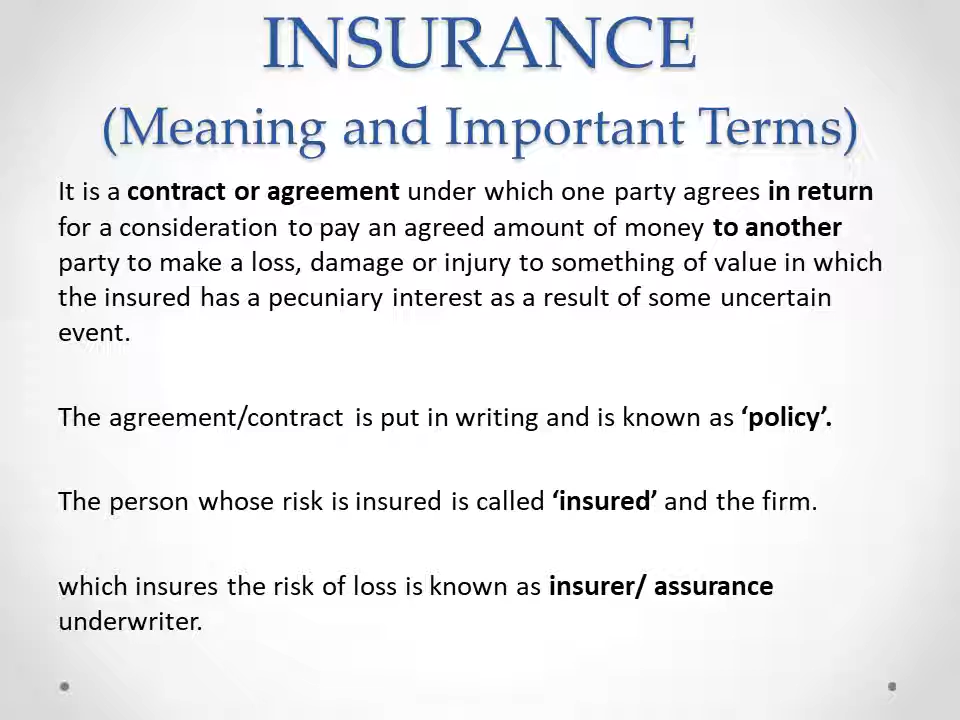 INSURANCE
(Meaning and Important Terms)
It is a contract or agreement under which one party agrees in return
for a consideration to pay an agreed amount of money to another
party to make a loss, damage or injury to something of value in which
the insured has a pecuniary interest as a result of some uncertain
event.
The agreement/contract is put in writing and is known as ‘policy’.
The person whose risk is insured is called ‘insured’ and the firm.
which insures the risk of loss is known as insurer/ assurance
underwriter.